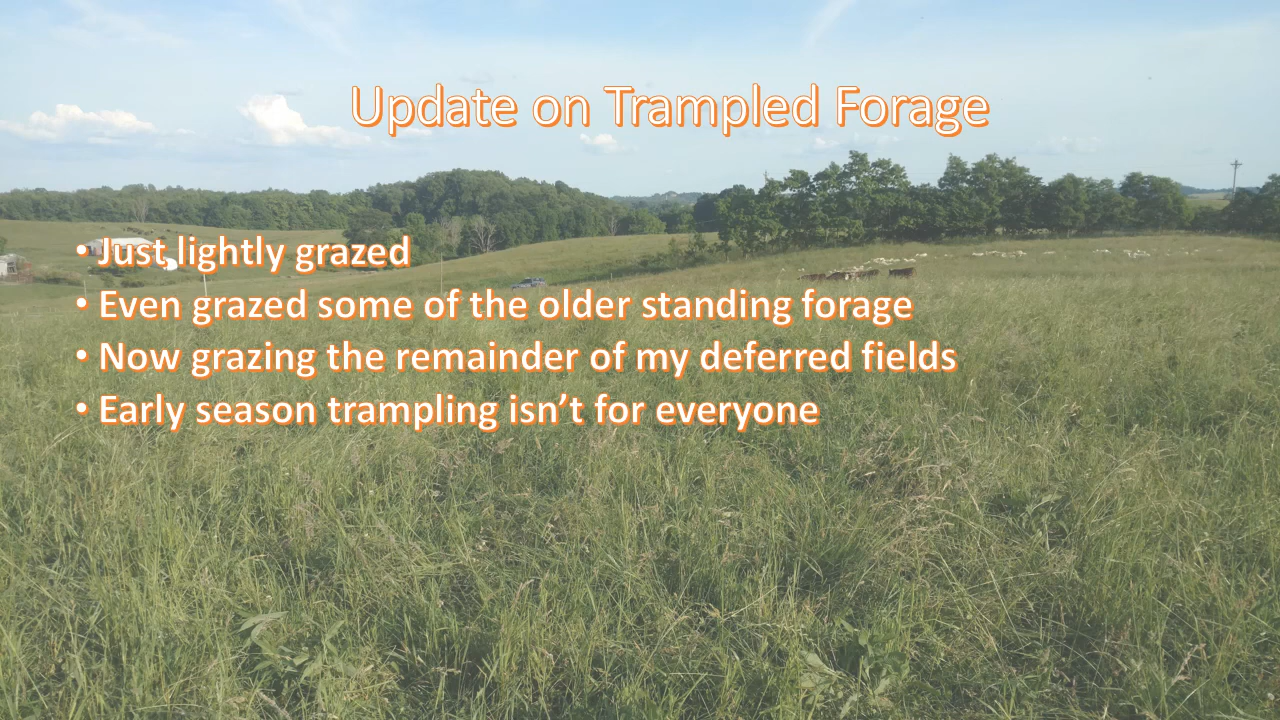 Update on Trampled Forage
• Just lightly grazed
• Even grazed some of the older standing forage
• Now grazing the remainder of my deferred fields
• Early season trampling isn’t for everyone